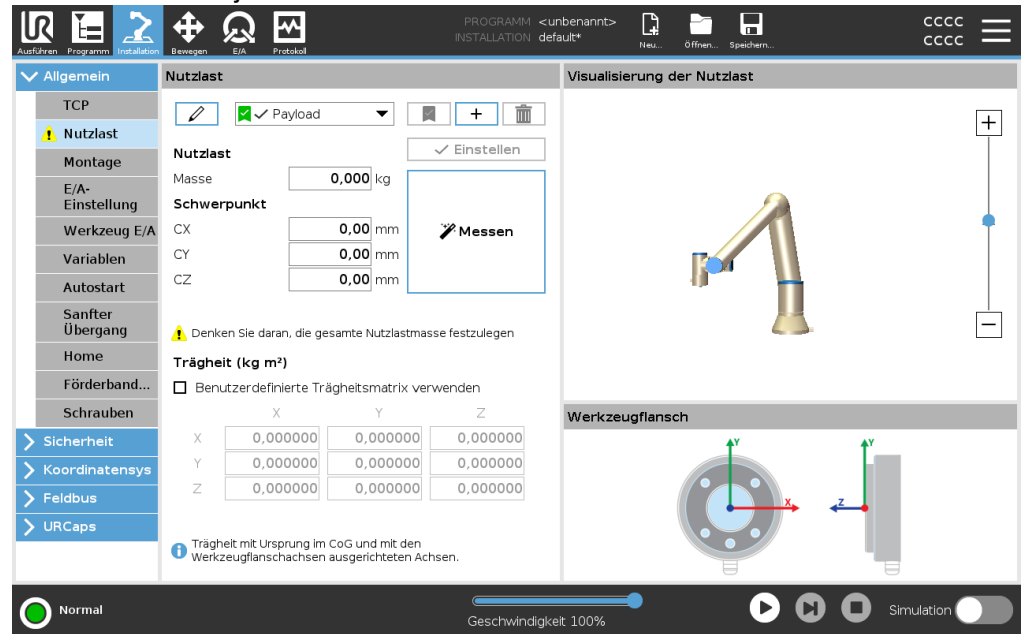 PROGRAMM <unbenannt>
INSTALLATION default*
Ausführen Programm Installation Bewegen E/A Protokoll
Neu... Öffnen... Speichern...
cccc
cccc
Allgemein
TCP
Nutzlast
Montage
E/A-
Einstellung
Werkzeug E/A
Variablen
Autostart
Sanfter
Übergang
Home
Förderband...
Schrauben
Sicherheit
Koordinatensys
Feldbus
URCaps
Nutzlast
Payload
+
Einstellen
Nutzlast
Masse 0,000 kg
Schwerpunkt
CX 0,00 mm
CY 0,00 mm
CZ 0,00 mm
Messen
Denken Sie daran, die gesamte Nutzlastmasse festzulegen
Trägheit (kg m²)
Benutzerdefinierte Trägheitsmatrix verwenden
X Y Z
X 0,000000 0,000000 0,000000
Y 0,000000 0,000000 0,000000
Z 0,000000 0,000000 0,000000
Trägheit mit Ursprung im CoG und mit den
Werkzeugflanschachsen ausgerichteten Achsen.
Visualisierung der Nutzlast
Werkzeugflansch
Y
X
Y
Z
Normal
Geschwindigkeit 100%
Simulation